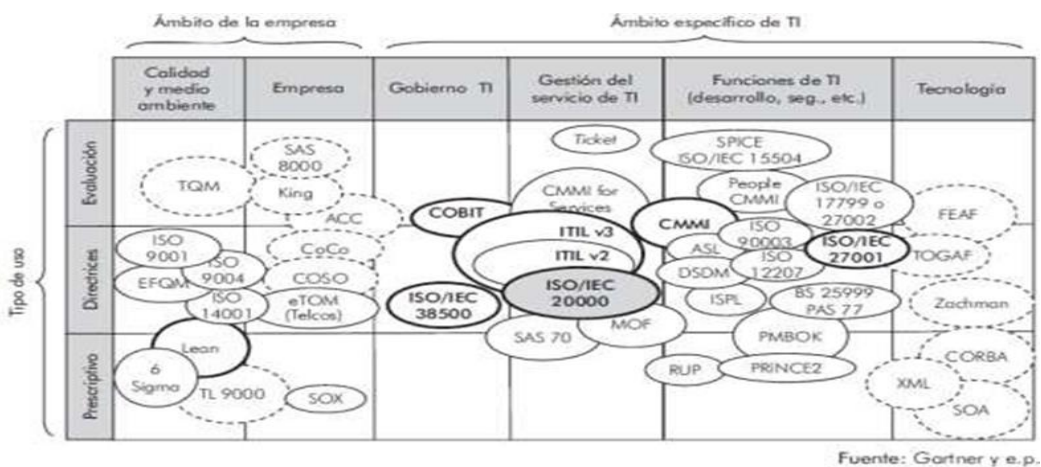 Ámbito de la empresa
Ámbito específico de TI
Calidad
y medio
ambiente
Empresa
Gobierno TI
Gestión del
servicio de TI
Funciones de TI
(desarrollo, seg., etc.)
Tecnología
Tipo de uso
Evaluación
TQM
SAS
8000
King
ACC
COBIT
Ticket
CMMI for
Services
CMMI
SPICE
ISO/IEC 15504
People
CMMI
ISO/IEC
17799 o
27002
FEAF
Directrices
ISO
9001
ISO
9004
EFQM
ISO
14001
CoCo
COSO
eTOM
(Telcos)
ISO/IEC
38500
ITIL v3
ITIL v2
ISO/IEC
20000
ASL
ISO
90003
ISO/IEC
27001
DSDM
ISO
12207
ISPL
BS 25999
PAS 77
TOGAF
Zachman
Prescriptivo
Lean
6
Sigma
TL 9000
SOX
SAS 70
MOF
PMBOK
RUP
PRINCE2
CORBA
XML
SOA
Fuente: Gartner y e.p.